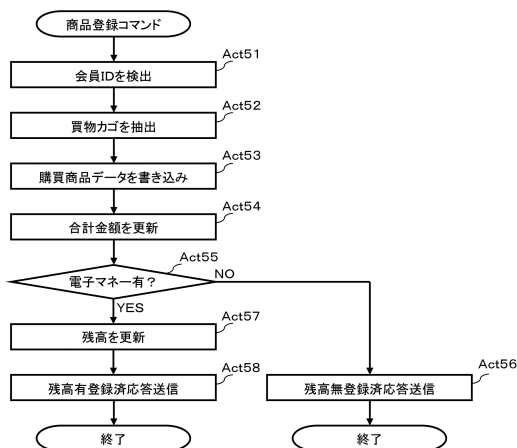 商品登録コマンド
Act51
会員IDを検出
Act52
買物カゴを抽出
Act53
購買商品データを書き込み
Act54
合計金額を更新
Act55
電子マネー有？
NO
YES
Act57
残高を更新
Act58
残高有登録済応答送信
Act56
残高無登録済応答送信
終了
終了